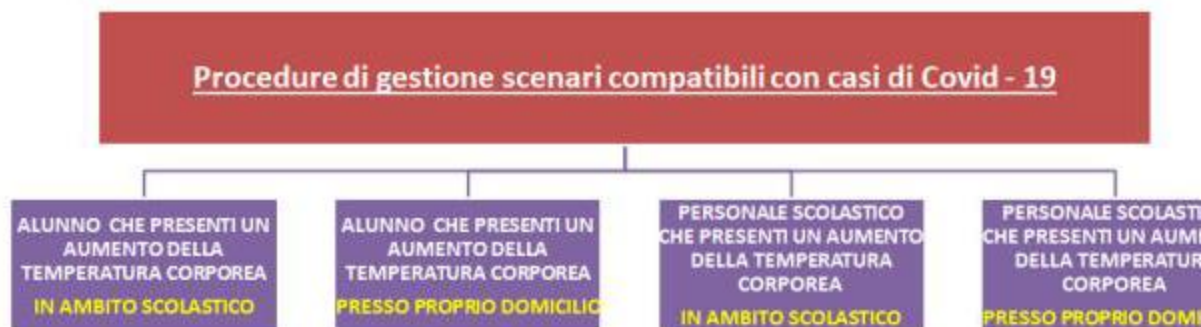 Procedure di gestione scenari compatibili con casi di Covid - 19
ALUNNO CHE PRESENTI UN
AUMENTO DELLA
TEMPERATURA CORPOREA
IN AMBITO SCOLASTICO
ALUNNO CHE PRESENTI UN
AUMENTO DELLA
TEMPERATURA CORPOREA
PRESSO PROPRIO DOMICILIO
PERSONALE SCOLASTICO
CHE PRESENTI UN AUMENTO
DELLA TEMPERATURA
CORPOREA
IN AMBITO SCOLASTICO
PERSONALE
CHE PRESENTI UN
DELLA
CORPOREA
PRESSO PROPRIO